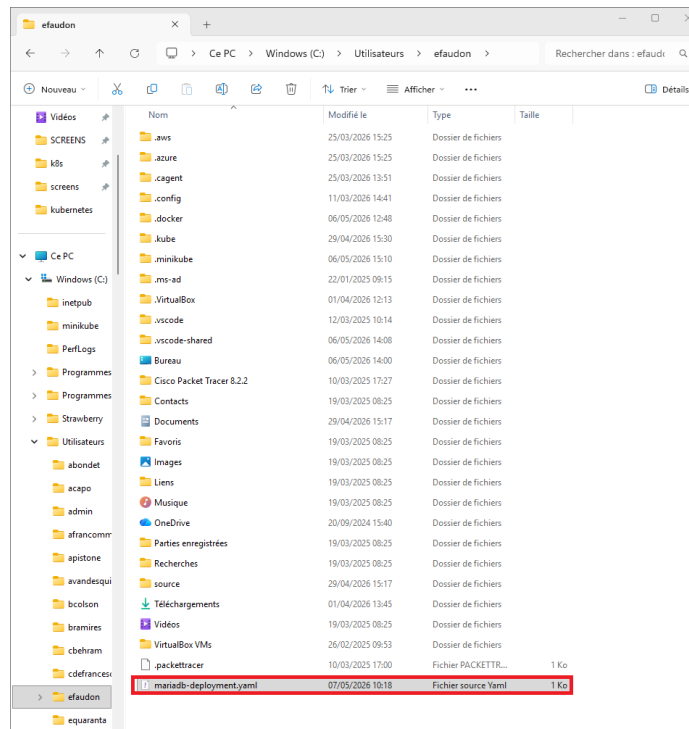 efaudon
Ce PC > Windows (C:) > Utilisateurs > efaudon > Rechercher dans : efaudc
Nouveau Trier Afficher ... Détails
Nom Modifié le Type Taille
Vidéos
SCREENS
k8s
screens
kubernetes
Ce PC
Windows (C:)
inetpub
minikube
PerfLogs
Programmes
Programmes
Strawberry
Utilisateurs
abondet
acapo
admin
afrancomm
apistone
avandesqui
bcolson
bramires
cbehram
cdefrancesc
efaudon
equaranta
.aws 25/03/2026 15:25 Dossier de fichiers
.azure 25/03/2026 15:25 Dossier de fichiers
.cagent 25/03/2026 13:51 Dossier de fichiers
.config 11/03/2026 14:41 Dossier de fichiers
.docker 06/05/2026 12:48 Dossier de fichiers
.kube 29/04/2026 15:30 Dossier de fichiers
.minikube 06/05/2026 15:10 Dossier de fichiers
.ms-ad 22/01/2025 09:15 Dossier de fichiers
.VirtualBox 01/04/2026 12:13 Dossier de fichiers
.vscode 12/03/2025 10:14 Dossier de fichiers
.vscode-shared 06/05/2026 14:08 Dossier de fichiers
Bureau 06/05/2026 14:00 Dossier de fichiers
Cisco Packet Tracer 8.2.2 10/03/2025 17:27 Dossier de fichiers
Contacts 19/03/2025 08:25 Dossier de fichiers
Documents 29/04/2026 15:17 Dossier de fichiers
Favoris 19/03/2025 08:25 Dossier de fichiers
Images 19/03/2025 08:25 Dossier de fichiers
Liens 19/03/2025 08:25 Dossier de fichiers
Musique 19/03/2025 08:25 Dossier de fichiers
OneDrive 20/09/2024 15:40 Dossier de fichiers
Parties enregistrées 19/03/2025 08:25 Dossier de fichiers
Recherches 19/03/2025 08:25 Dossier de fichiers
source 29/04/2026 15:17 Dossier de fichiers
Téléchargements 01/04/2026 13:45 Dossier de fichiers
Vidéos 19/03/2025 08:25 Dossier de fichiers
VirtualBox VMs 26/02/2025 09:53 Dossier de fichiers
.packettracer 10/03/2025 17:00 Fichier PACKETTR... 1 Ko
mariadb-deployment.yaml 07/05/2026 10:18 Fichier source Yaml 1 Ko